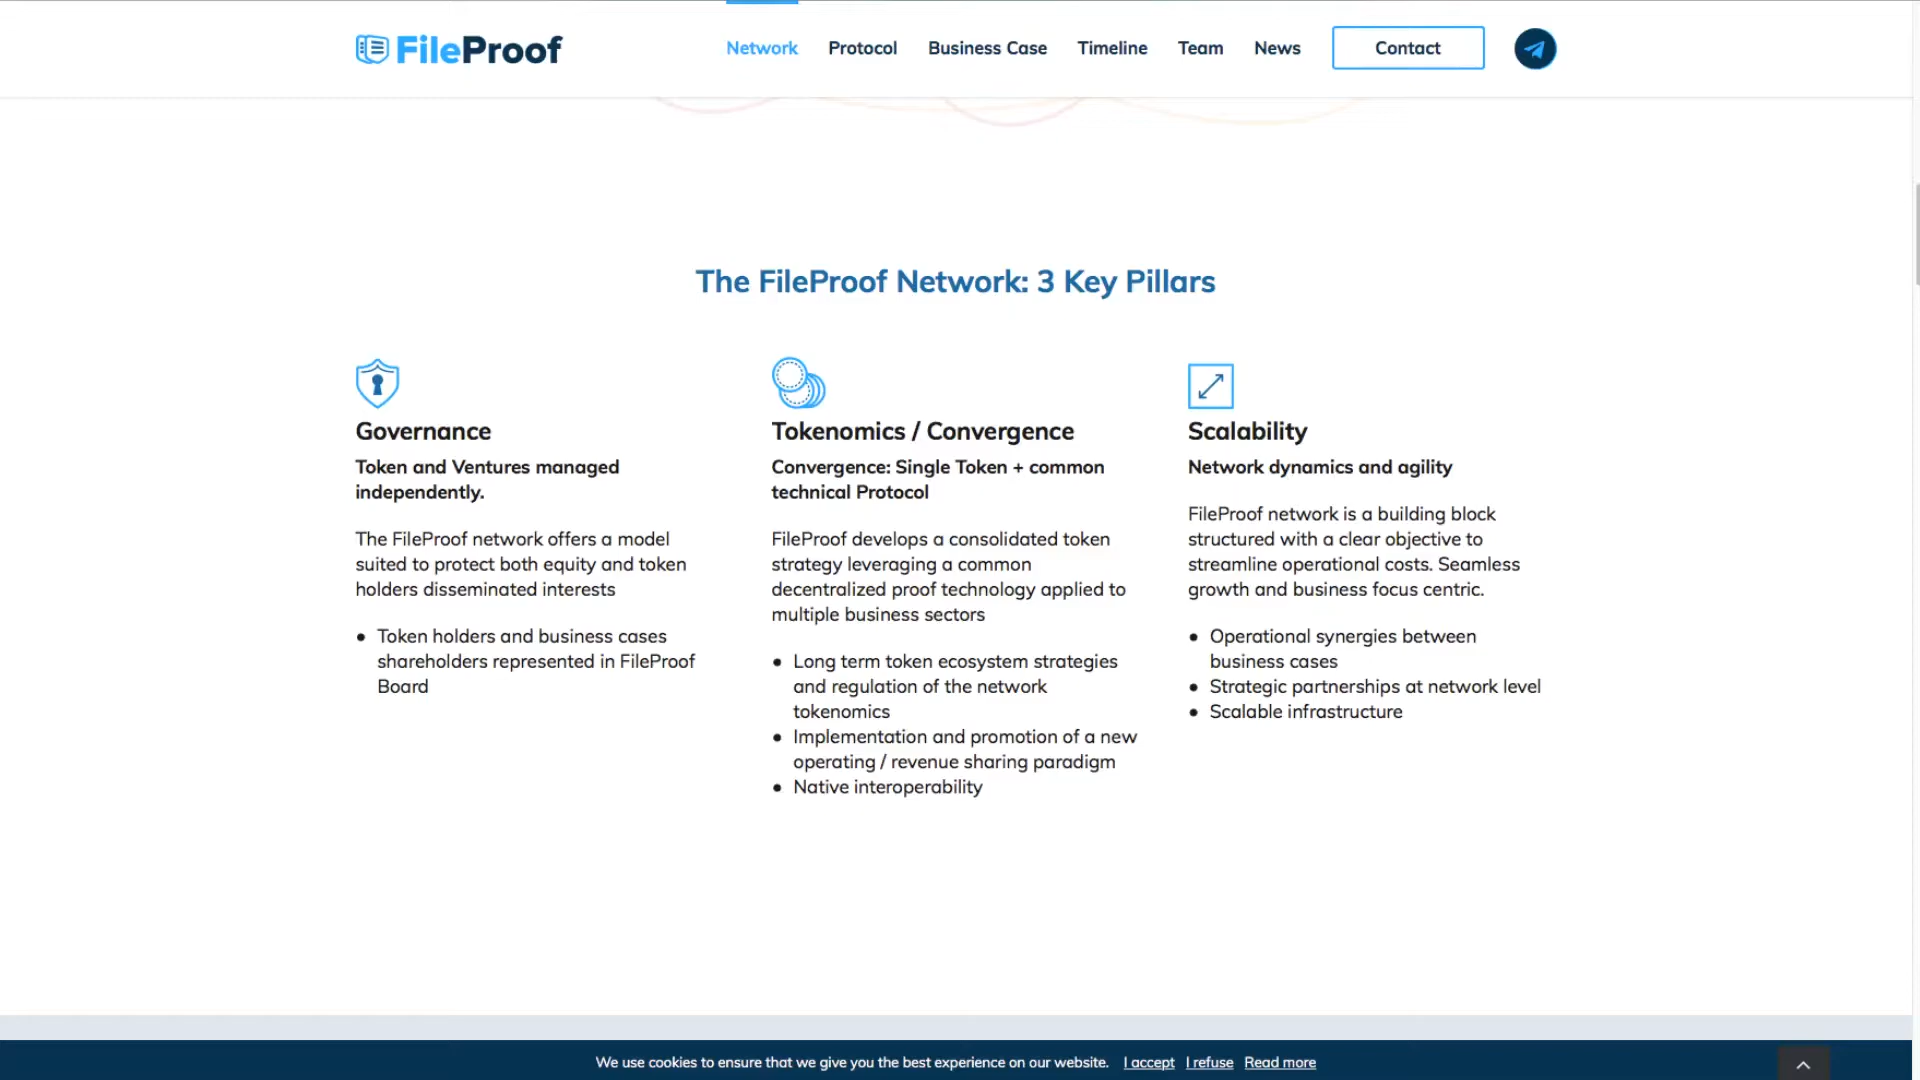 FileProof
Network
Protocol
Business Case
Timeline
Team
News
Contact
The FileProof Network: 3 Key Pillars
Governance
Token and Ventures managed
independently.
The FileProof network offers a model
suited to protect both equity and token
holders disseminated interests
• Token holders and business cases
shareholders represented in FileProof
Board
Tokenomics / Convergence
Convergence: Single Token + common
technical Protocol
FileProof develops a consolidated token
strategy leveraging a common
decentralized proof technology applied to
multiple business sectors
• Long term token ecosystem strategies
and regulation of the network
tokenomics
• Implementation and promotion of a new
operating / revenue sharing paradigm
• Native interoperability
Scalability
Network dynamics and agility
FileProof network is a building block
structured with a clear objective to
streamline operational costs. Seamless
growth and business focus centric.
• Operational synergies between
business cases
• Strategic partnerships at network level
• Scalable infrastructure
We use cookies to ensure that we give you the best experience on our website. I accept I refuse Read more